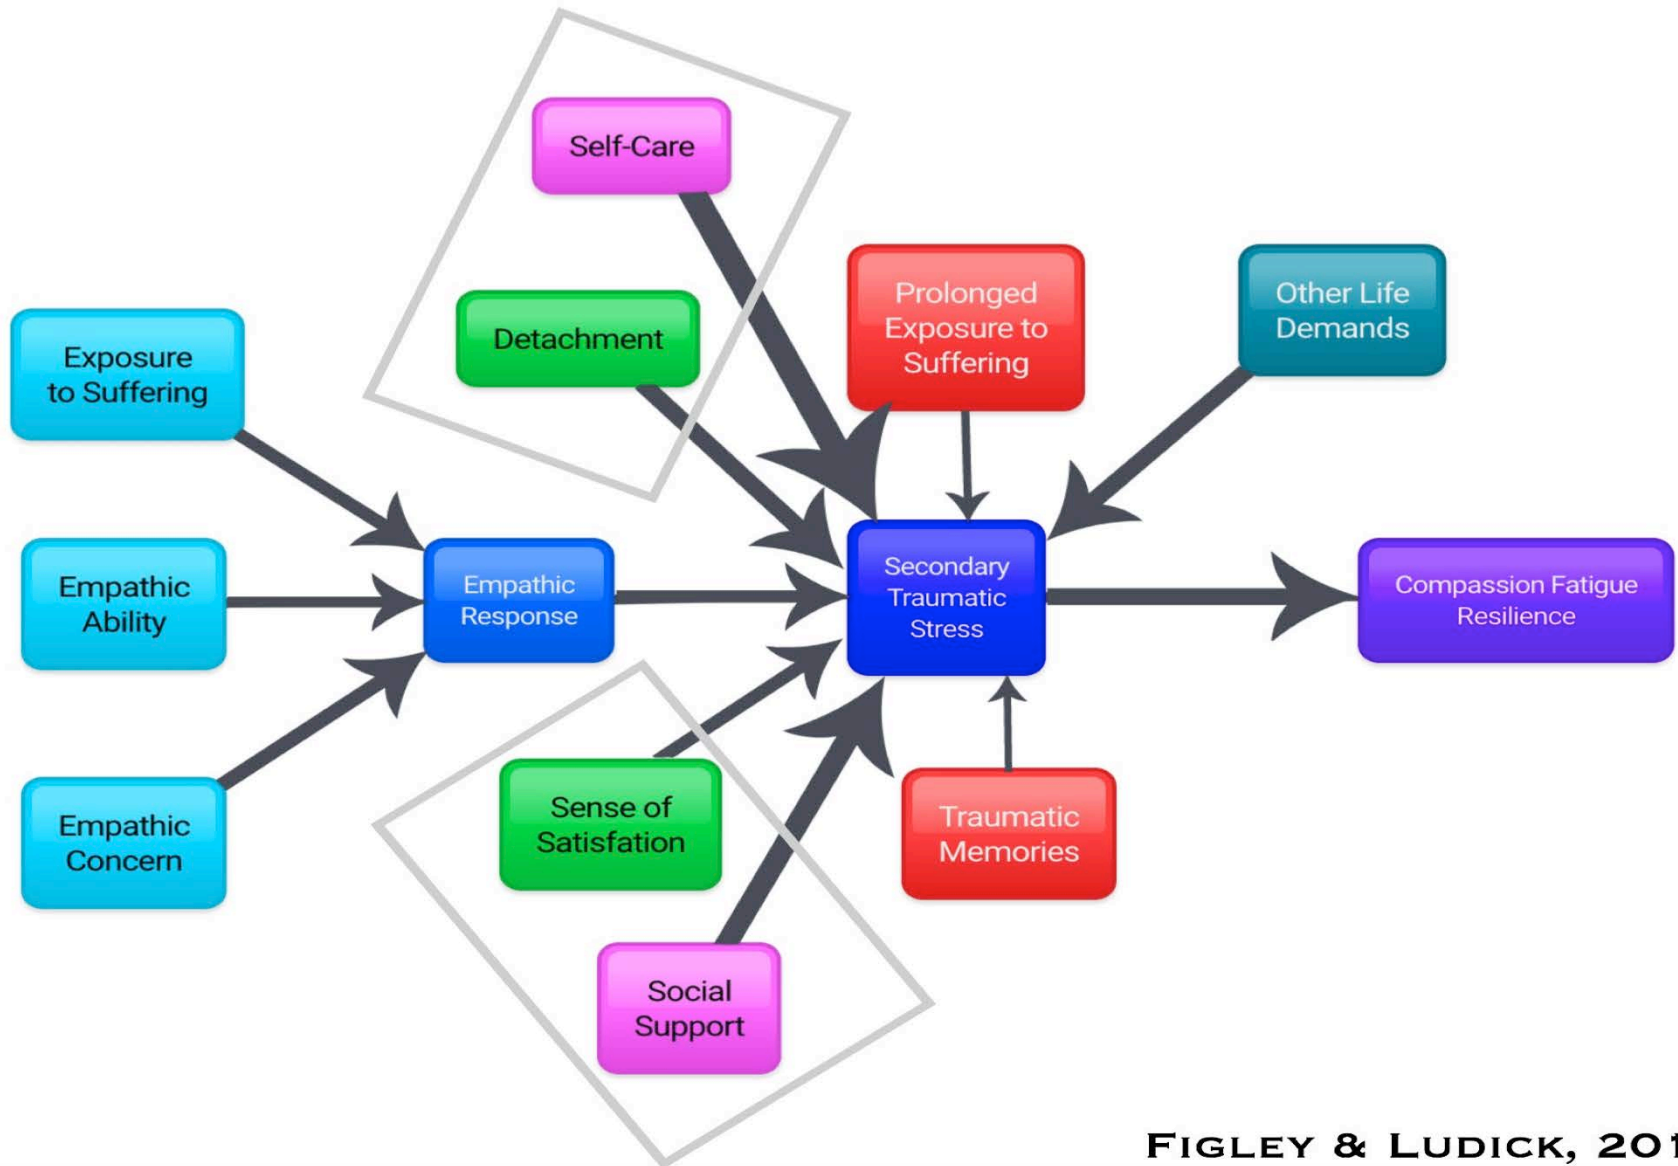 Self-Care
Detachment
Prolonged
Exposure to
Suffering
Other Life
Demands
Exposure
to Suffering
Empathic
Ability
Empathic
Response
Secondary
Traumatic
Stress
Compassion Fatigue
Resilience
Empathic
Concern
Sense of
Satisfation
Traumatic
Memories
Social
Support
FIGLEY & LUDICK, 201